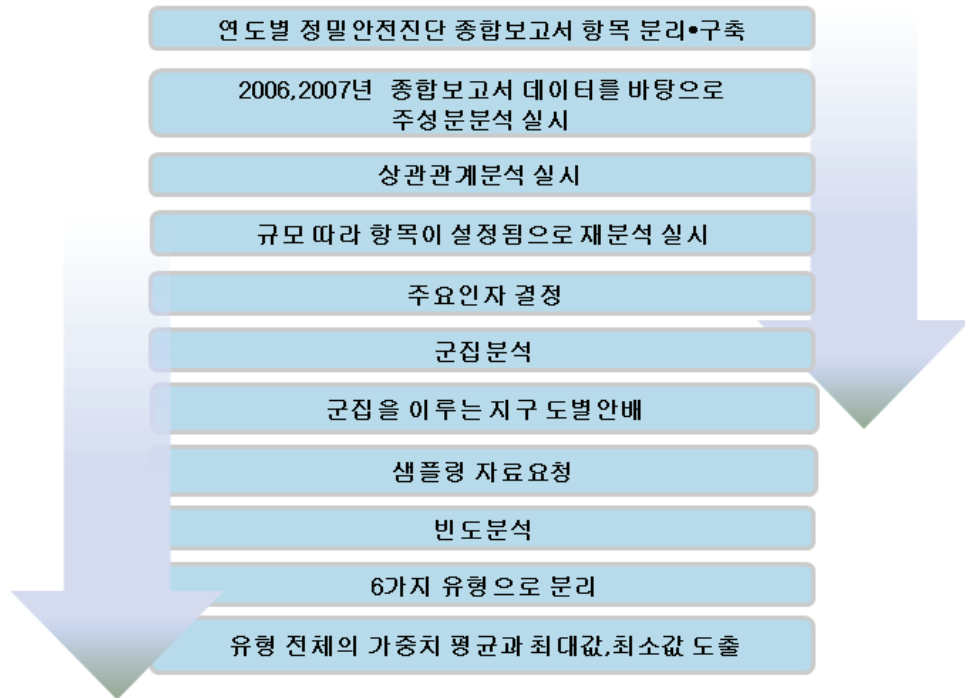 연도별 정밀안전진단 종합보고서 항목 분리•구축
2006,2007년 종합보고서 데이터를 바탕으로
주성분분석 실시
상관관계분석 실시
규모 따라 항목이 설정됨으로 재분석 실시
주요인자 결정
군집분석
군집을 이루는 지구 도별안배
샘플링 자료요청
빈도분석
6가지 유형으로 분리
유형 전체의 가중치 평균과 최대값,최소값 도출